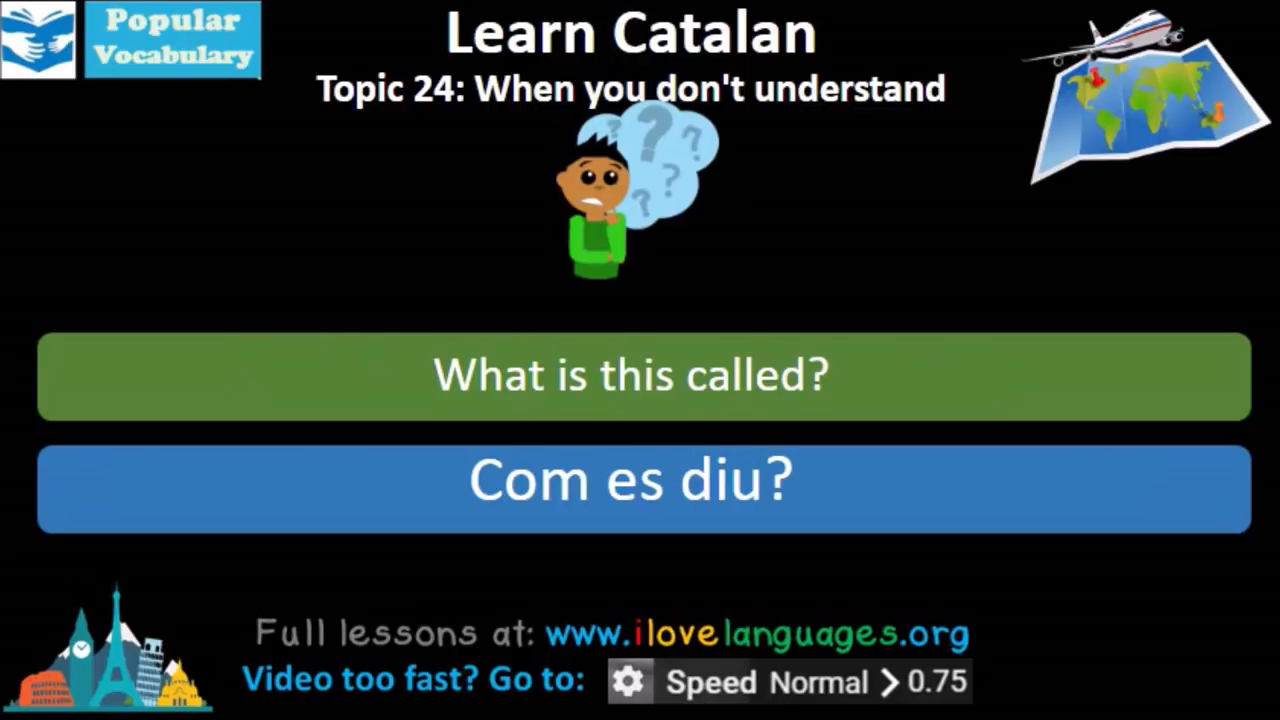 Popular
Vocabulary
Learn Catalan
Topic 24: When you don't understand
? ? ? ? ?
What is this called?
Com es diu?
Full lessons at: www.ilovelanguages.org
Video too fast? Go to: Speed Normal > 0.75